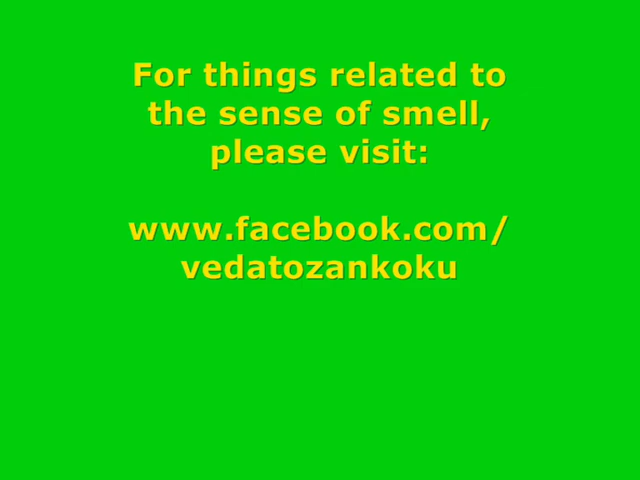 For things related to
the sense of smell,
please visit:
www.facebook.com/
vedatozankoku